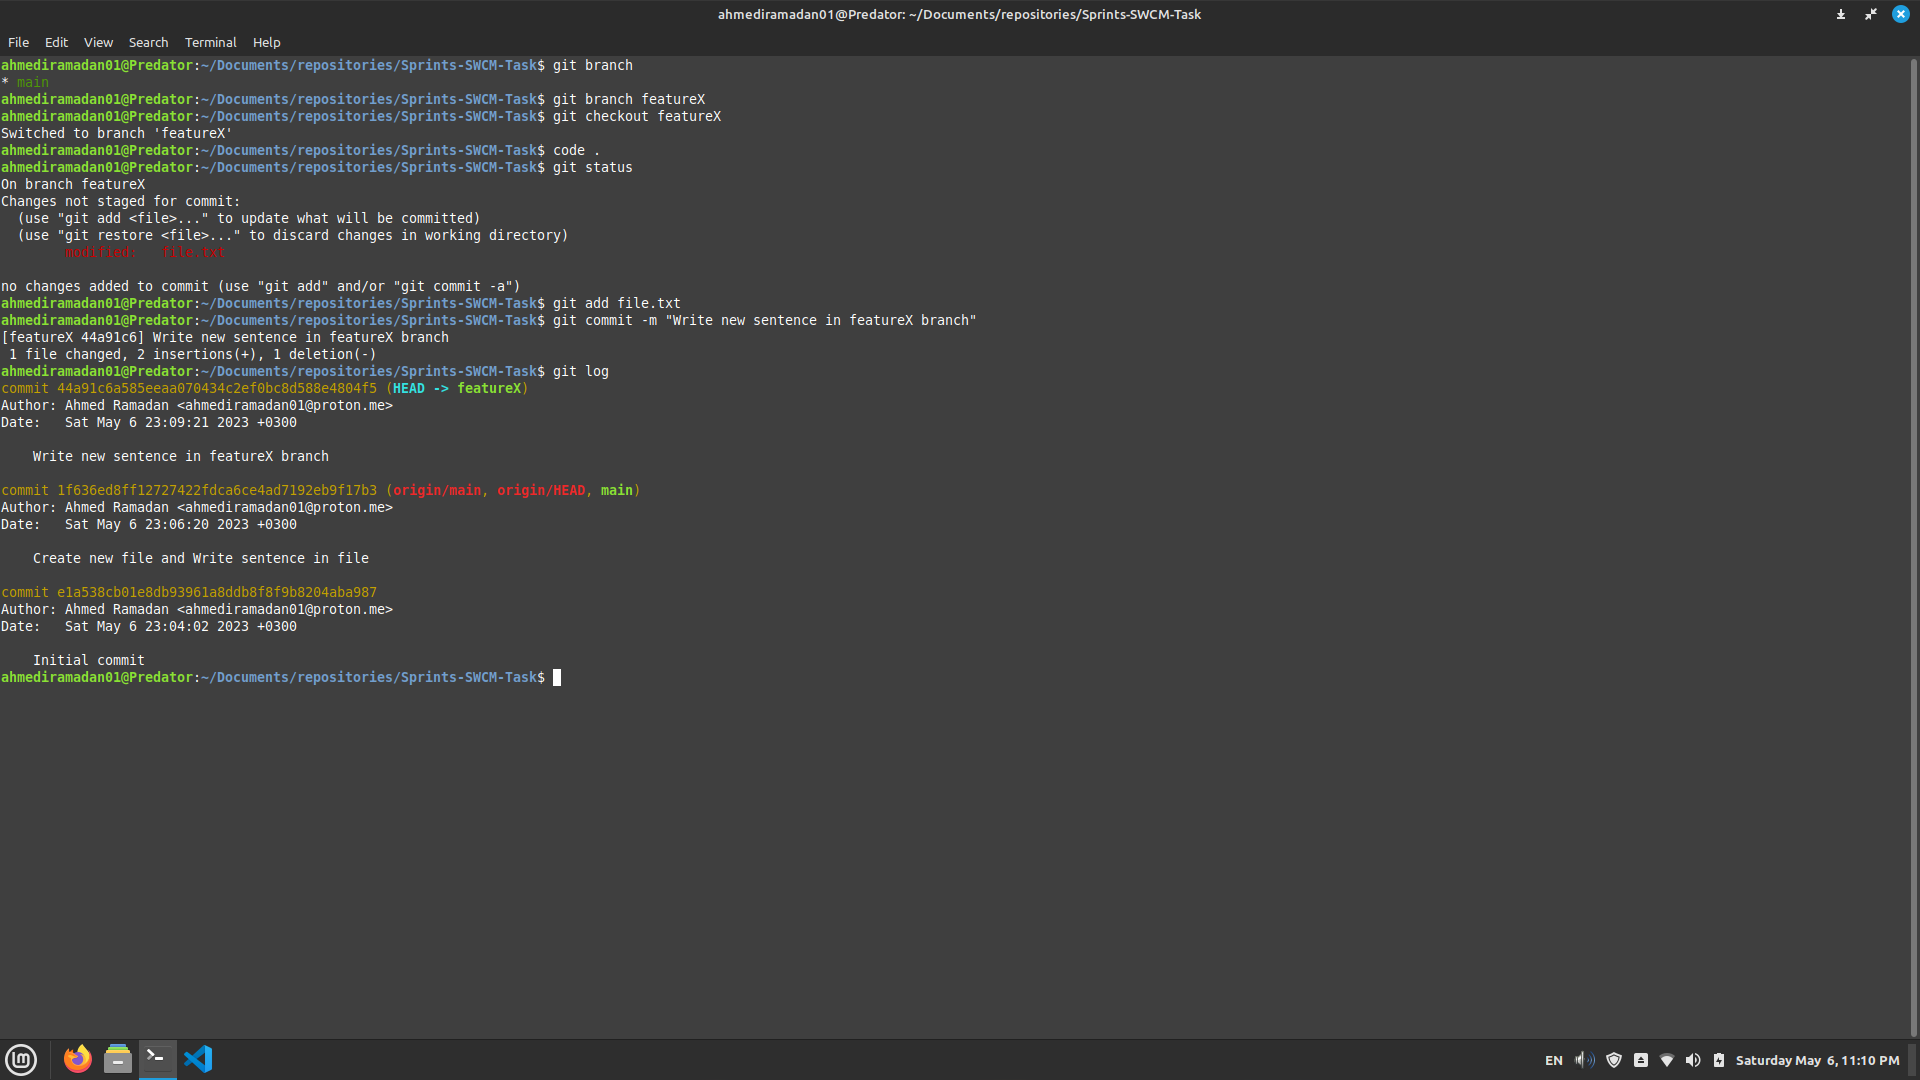 ahmediramadan01@Predator: ~/Documents/repositories/Sprints-SWCM-Task
File Edit View Search Terminal Help
ahmediramadan01@Predator:~/Documents/repositories/Sprints-SWCM-Task$ git branch
* main
ahmediramadan01@Predator:~/Documents/repositories/Sprints-SWCM-Task$ git branch featureX
ahmediramadan01@Predator:~/Documents/repositories/Sprints-SWCM-Task$ git checkout featureX
Switched to branch 'featureX'
ahmediramadan01@Predator:~/Documents/repositories/Sprints-SWCM-Task$ code .
ahmediramadan01@Predator:~/Documents/repositories/Sprints-SWCM-Task$ git status
On branch featureX
Changes not staged for commit:
  (use "git add <file>..." to update what will be committed)
  (use "git restore <file>..." to discard changes in working directory)
        modified:   file.txt
no changes added to commit (use "git add" and/or "git commit -a")
ahmediramadan01@Predator:~/Documents/repositories/Sprints-SWCM-Task$ git add file.txt
ahmediramadan01@Predator:~/Documents/repositories/Sprints-SWCM-Task$ git commit -m "Write new sentence in featureX branch"
[featureX 44a91c6] Write new sentence in featureX branch
 1 file changed, 2 insertions(+), 1 deletion(-)
ahmediramadan01@Predator:~/Documents/repositories/Sprints-SWCM-Task$ git log
commit 44a91c6a585eeaa070434c2ef0bc8d588e4804f5 (HEAD -> featureX)
Author: Ahmed Ramadan <ahmediramadan01@proton.me>
Date:   Sat May 6 23:09:21 2023 +0300
    Write new sentence in featureX branch
commit 1f636ed8ff12727422fdca6ce4ad7192eb9f17b3 (origin/main, origin/HEAD, main)
Author: Ahmed Ramadan <ahmediramadan01@proton.me>
Date:   Sat May 6 23:06:20 2023 +0300
    Create new file and Write sentence in file
commit e1a538cb01e8db93961a8ddb8f8f9b8204aba987
Author: Ahmed Ramadan <ahmediramadan01@proton.me>
Date:   Sat May 6 23:04:02 2023 +0300
    Initial commit
ahmediramadan01@Predator:~/Documents/repositories/Sprints-SWCM-Task$
EN Saturday May 6, 11:10 PM